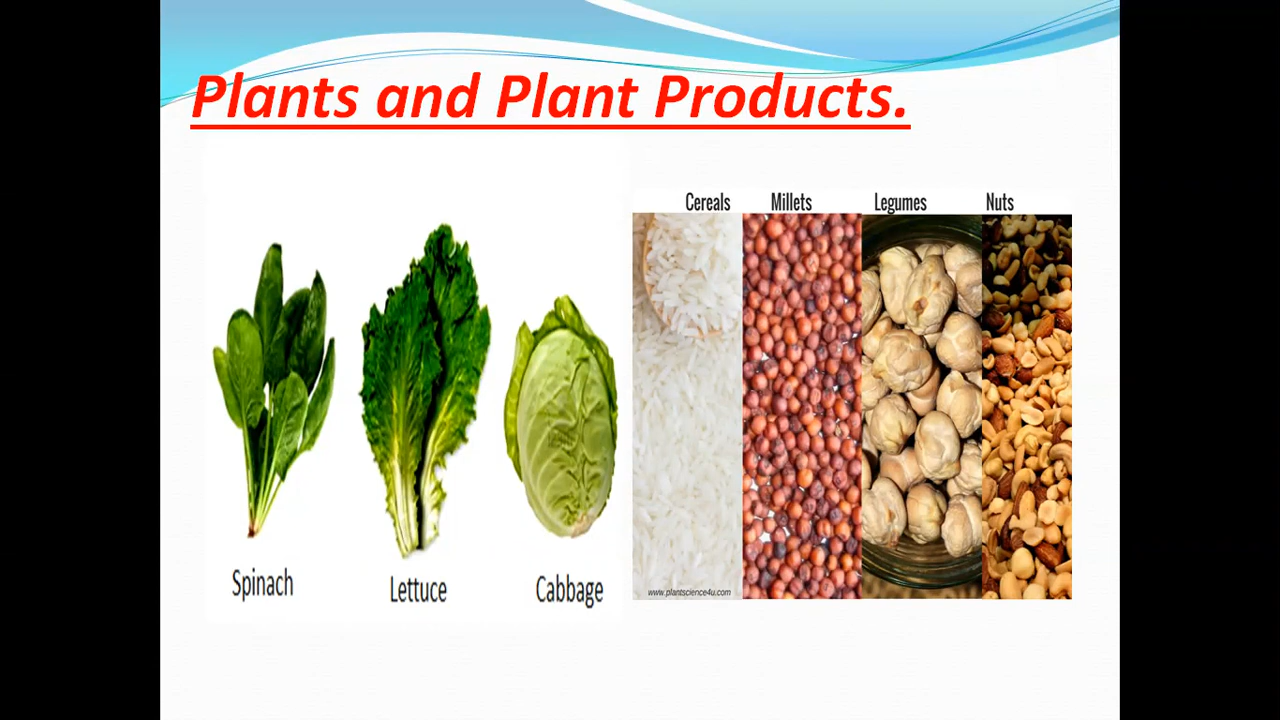 Plants and Plant Products.
Cereals Millets Legumes Nuts
www.plantscience4u.com
Spinach Lettuce Cabbage